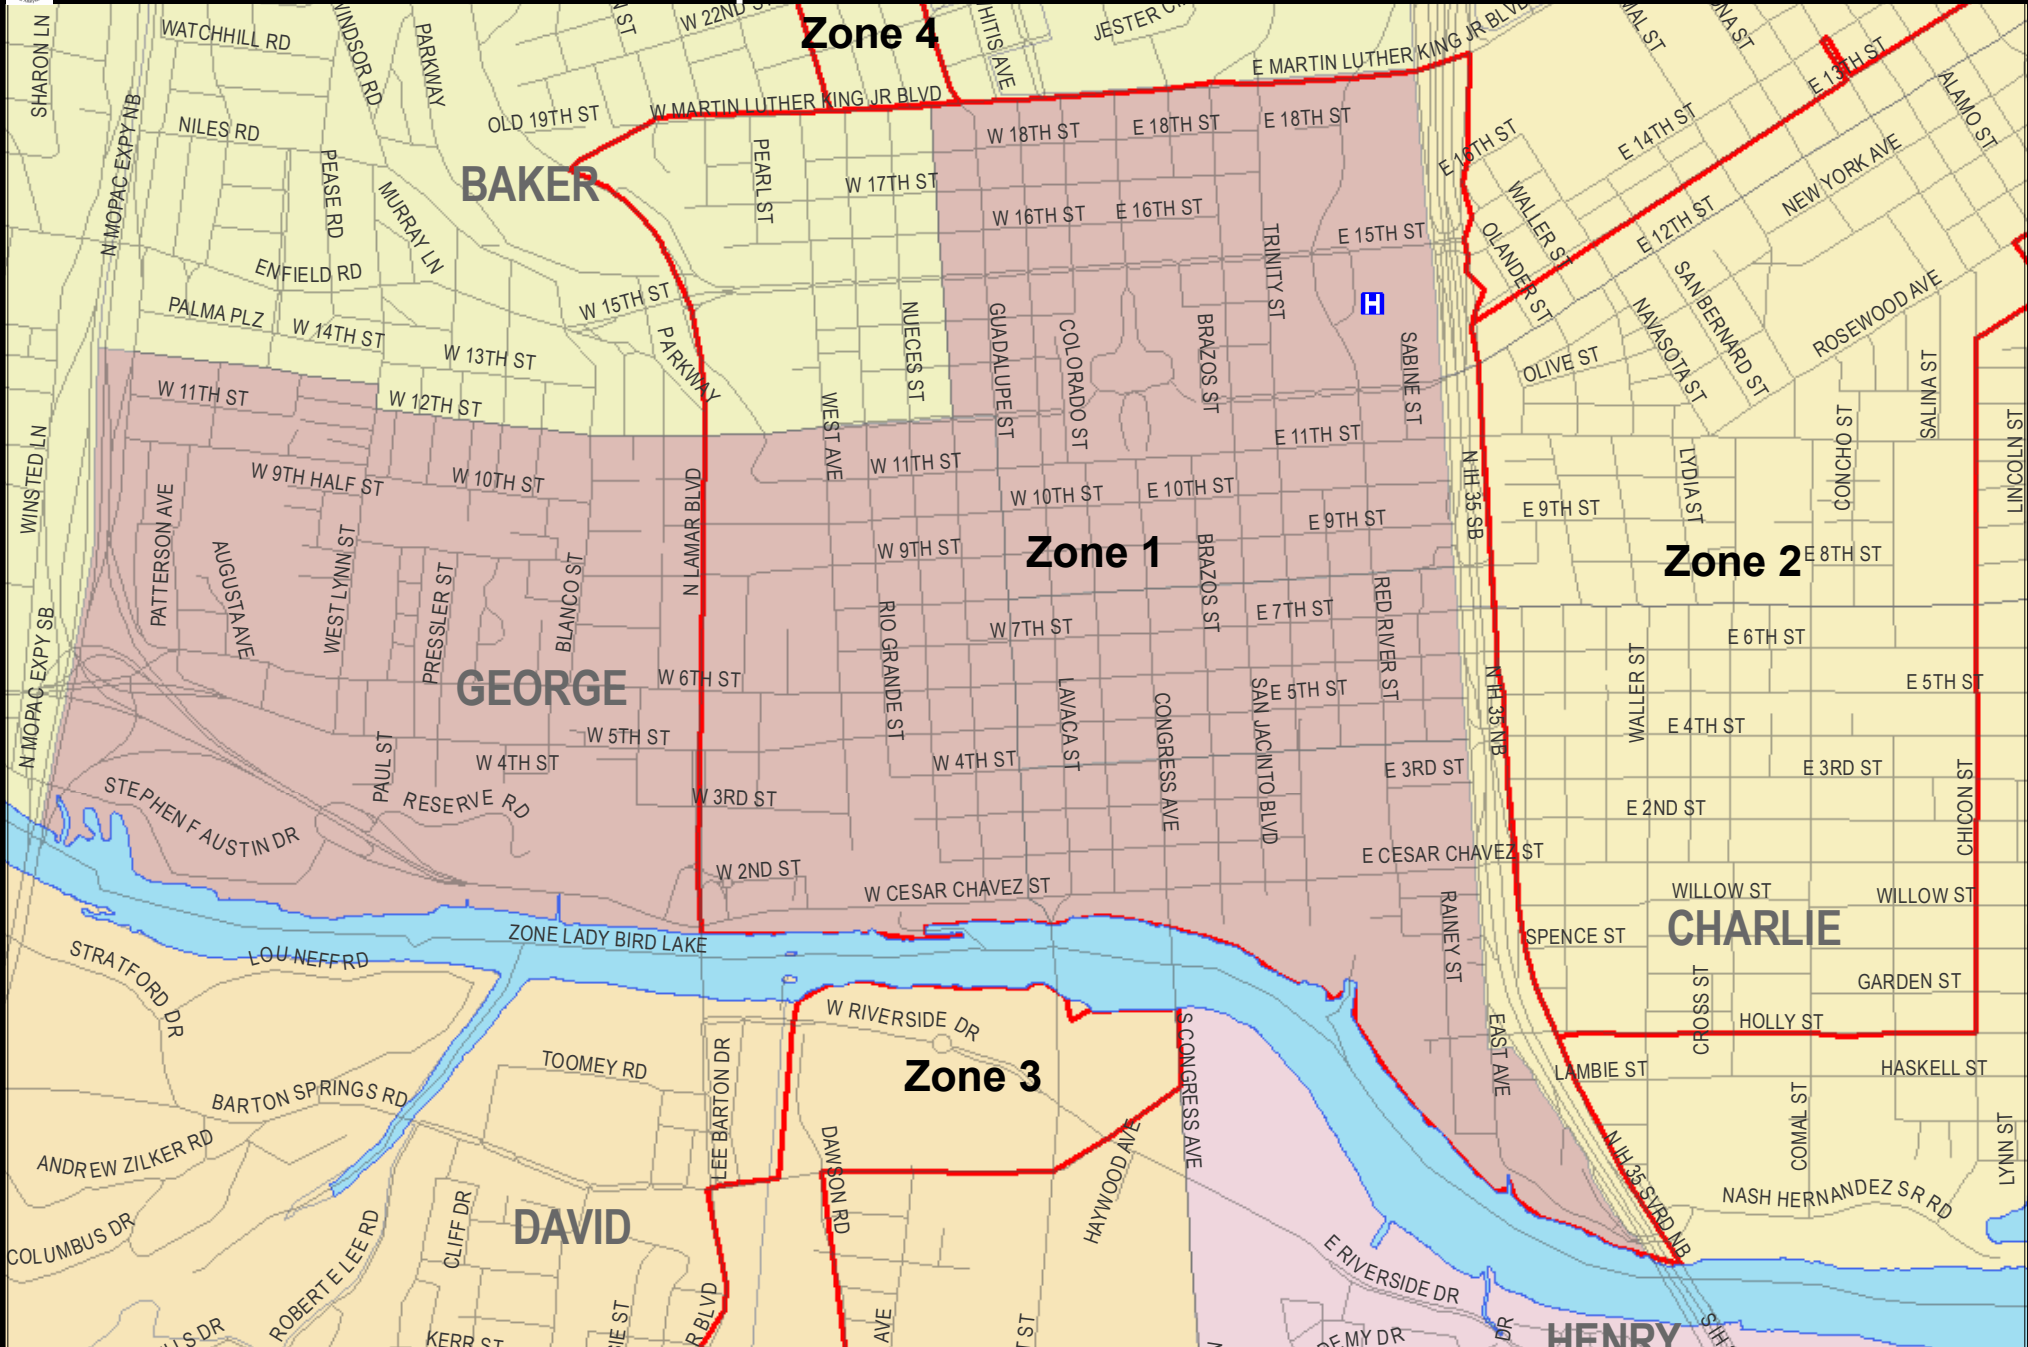 SHARON LN
WATCHHILL RD
WINDSOR RD
PARKWAY
N ST
Zone 4
JESTER CI
E MARTIN LUTHER KING JR BLVD
W MARTIN LUTHER KING JR BLVD
OLD 19TH ST
NILES RD
N MOPAC EXPY NB
PEASE RD
MURRAY LN
BAKER
PEARL ST
W 17TH ST
W 18TH ST
E 18TH ST
E 18TH ST
W 16TH ST
E 16TH ST
E 15TH ST
TRINITY ST
E 16TH ST
E 14TH ST
E 13TH ST
ALAMO ST
NEW YORK AVE
WALLER ST
OLANDER ST
E 12TH ST
SAN BERNARD ST
NAVASOTA ST
ROSEWOOD AVE
OLIVE ST
SALINA ST
ENFIELD RD
PALMA PLZ
W 14TH ST
W 13TH ST
W 15TH ST
PARKWAY
NUECES ST
GUADALUPE ST
COLORADO ST
BRAZOS ST
H
SABINE ST
W 11TH ST
W 12TH ST
WEST AVE
W 11TH ST
E 11TH ST
CONCHO ST
LINCOLN ST
LYDIA ST
WINSTED LN
W 9TH HALF ST
W 10TH ST
N LAMAR BLVD
W 10TH ST
E 10TH ST
N IH 35 SB
E 9TH ST
E 9TH ST
W 9TH ST
Zone 1
Zone 2
E 8TH ST
PATTERSON AVE
AUGUSTA AVE
WEST LYNN ST
PRESSLER ST
BLANCO ST
BRAZOS ST
RED RIVER ST
RIO GRANDE ST
W 7TH ST
E 7TH ST
E 6TH ST
N MOPAC EXPY SB
GEORGE
W 6TH ST
LAVACA ST
CONGRESS AVE
SAN JACINTO BLVD
E 5TH ST
N IH 35 NB
WALLER ST
E 5TH ST
W 5TH ST
E 4TH ST
PAUL ST
W 4TH ST
W 4TH ST
E 3RD ST
E 3RD ST
CHICON ST
STEPHEN F AUSTIN DR
RESERVE RD
W 3RD ST
E 2ND ST
W 2ND ST
E CESAR CHAVEZ ST
W CESAR CHAVEZ ST
RAINEY ST
WILLOW ST
WILLOW ST
CHARLIE
SPENCE ST
ZONE LADY BIRD LAKE
STRATFORD DR
LOU NEFF RD
CROSS ST
GARDEN ST
W RIVERSIDE DR
S CONGRESS AVE
EAST AVE
HOLLY ST
TOOMEY RD
LEE BARTON DR
Zone 3
LAMBIE ST
HASKELL ST
BARTON SPRINGS RD
ANDREW ZILKER RD
DAWSON RD
HAYWOOD AVE
N IH 35 SVRD NB
COMAL ST
LYNN ST
NASH HERNANDEZ SR RD
COLUMBUS DR
ROBERT E LEE RD
CLIFF DR
DAVID
E RIVERSIDE DR
KERR ST
R BLVD
AVE
T ST
DR
HENRY
S IH